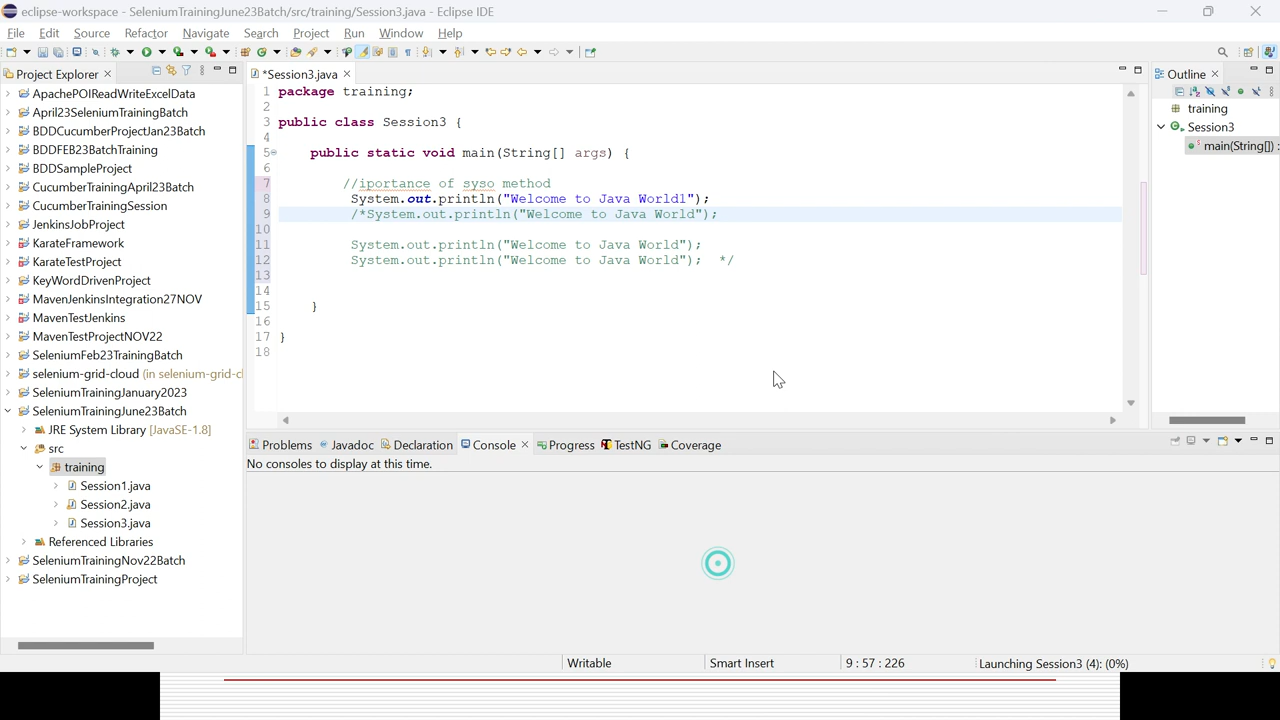 eclipse-workspace - SeleniumTrainingJune23Batch/src/training/Session3.java - Eclipse IDE
File Edit Source Refactor Navigate Search Project Run Window Help
Project Explorer
ApachePOIReadWriteExcelData
April23SeleniumTrainingBatch
BDDCucumberProjectJan23Batch
BDDFEB23BatchTraining
BDDSampleProject
CucumberTrainingApril23Batch
CucumberTrainingSession
JenkinsJobProject
KarateFramework
KarateTestProject
KeyWordDrivenProject
MavenJenkinsIntegration27NOV
MavenTestJenkins
MavenTestProjectNOV22
SeleniumFeb23TrainingBatch
selenium-grid-cloud (in selenium-grid-cl
SeleniumTrainingJanuary2023
SeleniumTrainingJune23Batch
JRE System Library [JavaSE-1.8]
src
training
Session1.java
Session2.java
Session3.java
Referenced Libraries
SeleniumTrainingNov22Batch
SeleniumTrainingProject
*Session3.java
1 package training;
2
3 public class Session3 {
4
5 public static void main(String[] args) {
6
7 //iportance of syso method
8 System.out.println("Welcome to Java World1");
9 /*System.out.println("Welcome to Java World");
10
11 System.out.println("Welcome to Java World");
12 System.out.println("Welcome to Java World"); */
13
14
15 }
16
17 }
18
Outline
training
Session3
main(String[]) :
Problems Javadoc Declaration Console Progress TestNG Coverage
No consoles to display at this time.
Writable Smart Insert 9 : 57 : 226 Launching Session3 (4): (0%)